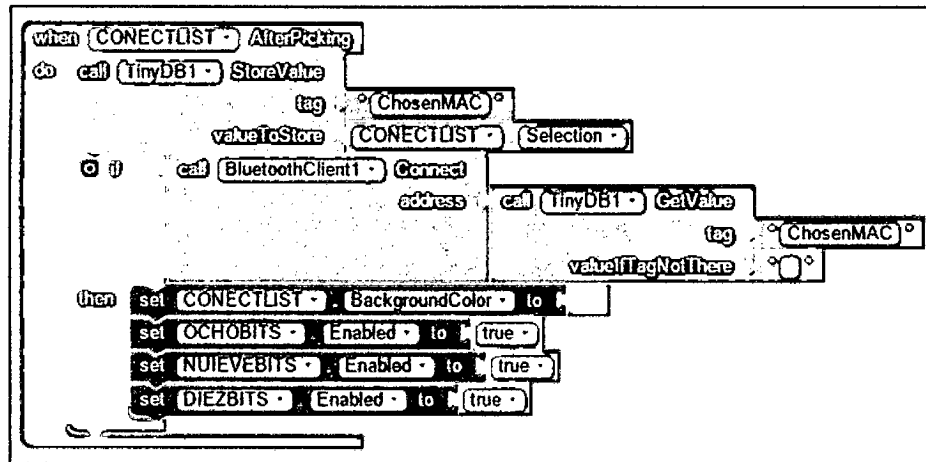 when CONECTLIST AfterPicking
do call TinyDB1 StoreValue
tag ChosenMAC
valueToStore CONECTLIST . Selection
if call BluetoothClient1 Connect
address call TinyDB1 GetValue
tag ChosenMAC
valueIfTagNotThere
then set CONECTLIST . BackgroundColor to
set OCHOBITS . Enabled to true
set NUIEVEBITS . Enabled to true
set DIEZBITS . Enabled to true